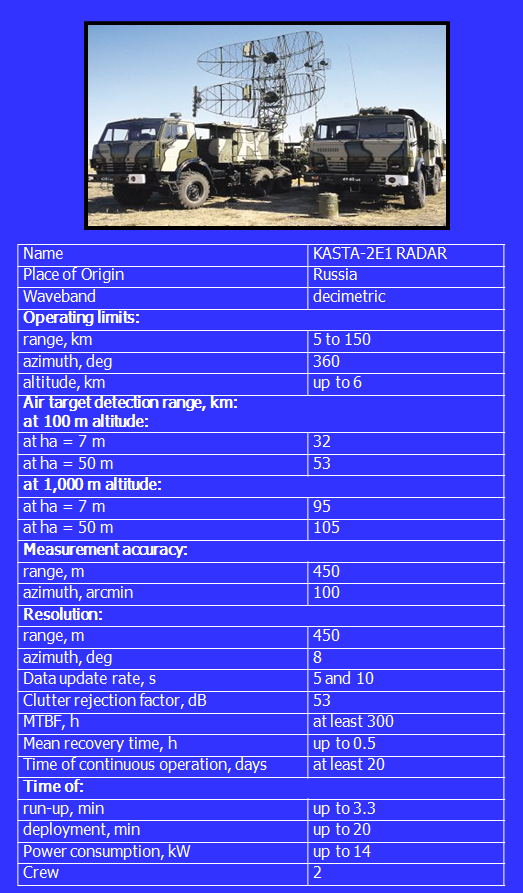 Name KASTA-2E1 RADAR
Place of Origin Russia
Waveband decimetric
Operating limits:
range, km 5 to 150
azimuth, deg 360
altitude, km up to 6
Air target detection range, km:
at 100 m altitude:
at ha = 7 m 32
at ha = 50 m 53
at 1,000 m altitude:
at ha = 7 m 95
at ha = 50 m 105
Measurement accuracy:
range, m 450
azimuth, arcmin 100
Resolution:
range, m 450
azimuth, deg 8
Data update rate, s 5 and 10
Clutter rejection factor, dB 53
MTBF, h at least 300
Mean recovery time, h up to 0.5
Time of continuous operation, days at least 20
Time of:
run-up, min up to 3.3
deployment, min up to 20
Power consumption, kW up to 14
Crew 2